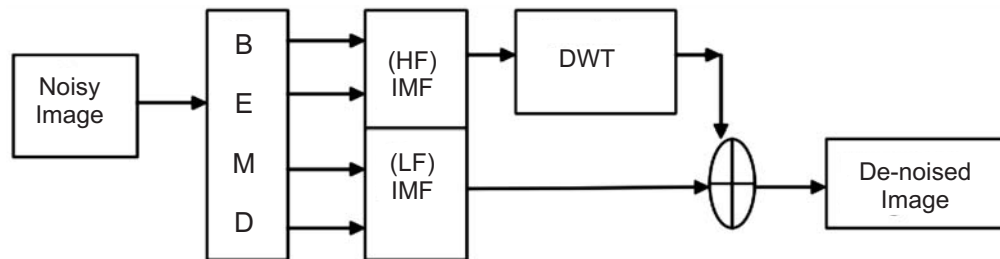 Noisy
Image
B
E
M
D
(HF)
IMF
(LF)
IMF
DWT
De-noised
Image